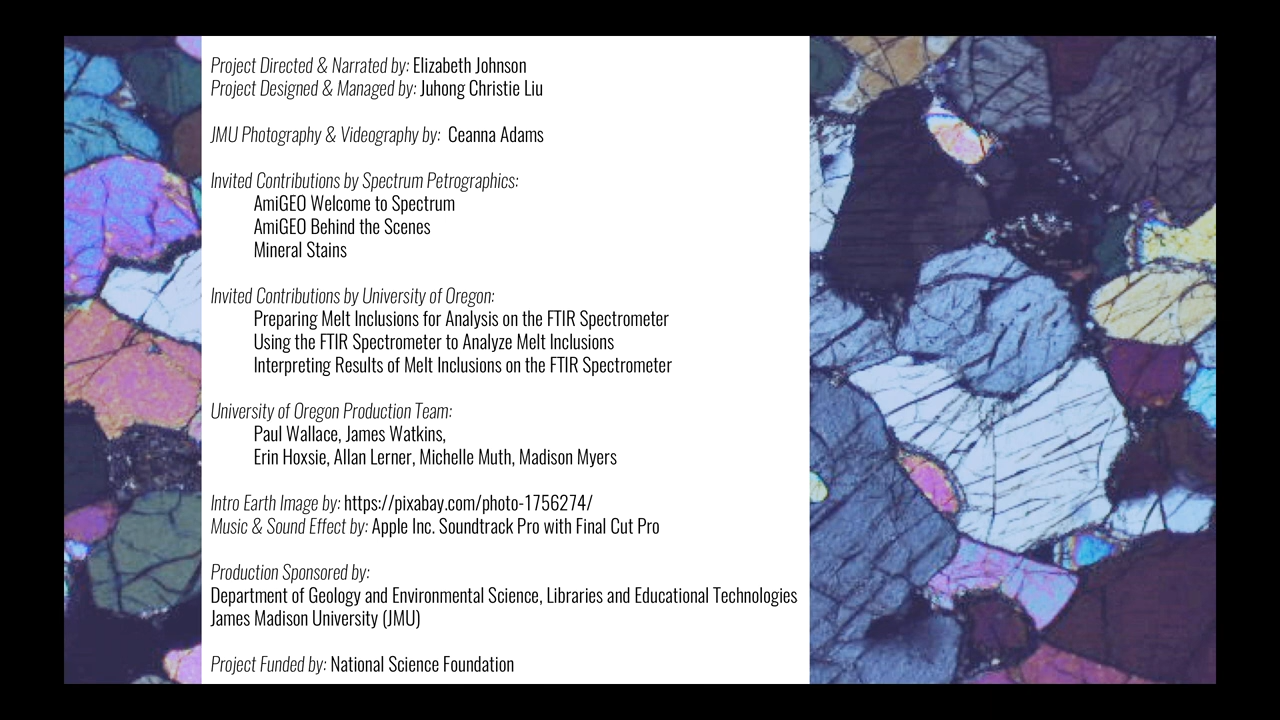 Project Directed & Narrated by: Elizabeth Johnson
Project Designed & Managed by: Juhong Christie Liu
JMU Photography & Videography by: Ceanna Adams
Invited Contributions by Spectrum Petrographics:
AmiGEO Welcome to Spectrum
AmiGEO Behind the Scenes
Mineral Stains
Invited Contributions by University of Oregon:
Preparing Melt Inclusions for Analysis on the FTIR Spectrometer
Using the FTIR Spectrometer to Analyze Melt Inclusions
Interpreting Results of Melt Inclusions on the FTIR Spectrometer
University of Oregon Production Team:
Paul Wallace, James Watkins,
Erin Hoxsie, Allan Lerner, Michelle Muth, Madison Myers
Intro Earth Image by: https://pixabay.com/photo-1756274/
Music & Sound Effect by: Apple Inc. Soundtrack Pro with Final Cut Pro
Production Sponsored by:
Department of Geology and Environmental Science, Libraries and Educational Technologies
James Madison University (JMU)
Project Funded by: National Science Foundation